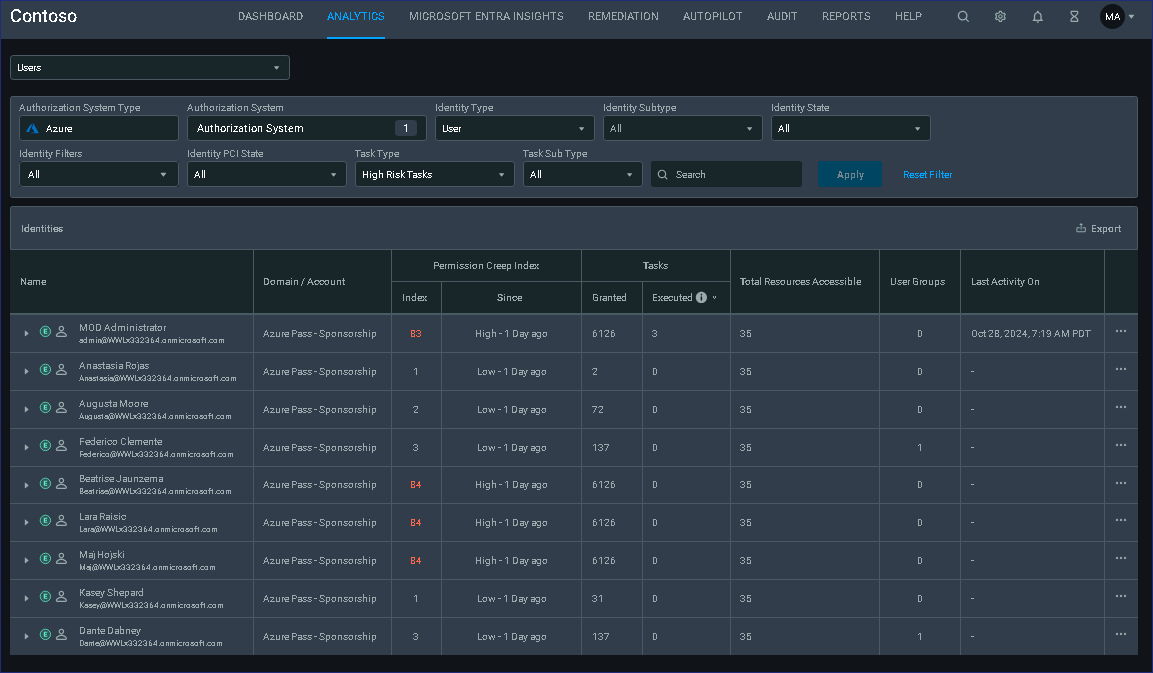 Contoso
DASHBOARD ANALYTICS MICROSOFT ENTRA INSIGHTS REMEDIATION AUTOPILOT AUDIT REPORTS HELP MA
Users
Authorization System Type Authorization System Identity Type Identity Subtype Identity State
Azure Authorization System 1 User All All
Identity Filters Identity PCI State Task Type Task Sub Type
All All High Risk Tasks All Search Apply Reset Filter
Identities Export
Name Domain / Account Permission Creep Index Tasks Total Resources Accessible User Groups Last Activity On
Index Since Granted Executed
E MOD Administrator Azure Pass - Sponsorship 83 High - 1 Day ago 6126 3 35 0 Oct 28, 2024, 7:19 AM PDT
admin@WWLx332364.onmicrosoft.com
E Anastasia Rojas Azure Pass - Sponsorship 1 Low - 1 Day ago 2 0 35 0 -
Anastasia@WWLx332364.onmicrosoft.com
E Augusta Moore Azure Pass - Sponsorship 2 Low - 1 Day ago 72 0 35 0 -
Augusta@WWLx332364.onmicrosoft.com
E Federico Clemente Azure Pass - Sponsorship 3 Low - 1 Day ago 137 0 35 1 -
Federico@WWLx332364.onmicrosoft.com
E Beatrise Jaunzema Azure Pass - Sponsorship 84 High - 1 Day ago 6126 0 35 0 -
Beatrise@WWLx332364.onmicrosoft.com
E Lara Raisic Azure Pass - Sponsorship 84 High - 1 Day ago 6126 0 35 0 -
Lara@WWLx332364.onmicrosoft.com
E Maj Hojski Azure Pass - Sponsorship 84 High - 1 Day ago 6126 0 35 0 -
Maj@WWLx332364.onmicrosoft.com
E Kasey Shepard Azure Pass - Sponsorship 1 Low - 1 Day ago 31 0 35 0 -
Kasey@WWLx332364.onmicrosoft.com
E Dante Dabney Azure Pass - Sponsorship 3 Low - 1 Day ago 137 0 35 1 -
Dante@WWLx332364.onmicrosoft.com